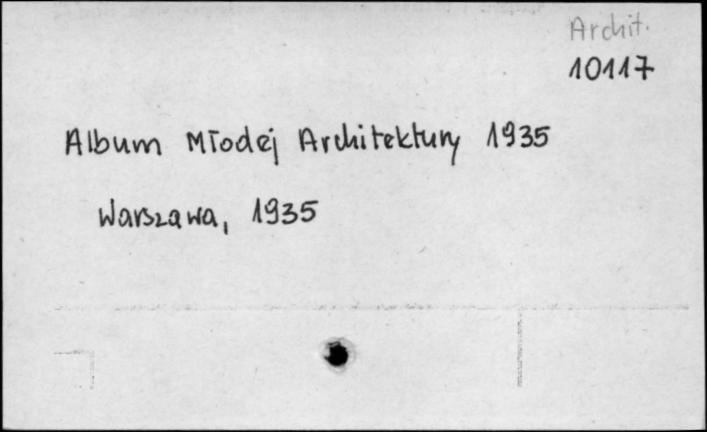 Archit.
10117
Album Młodej Architektury 1935
Warszawa, 1935